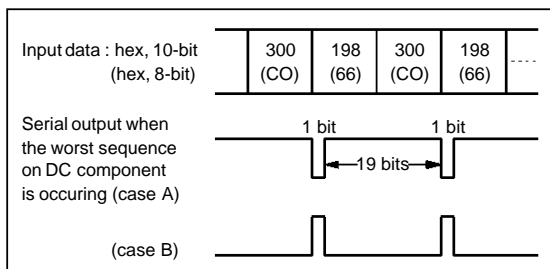 Input data : hex, 10-bit 300 198 300 198
(hex, 8-bit) (CO) (66) (CO) (66)
Serial output when
the worst sequence
on DC component
is occuring (case A)
1 bit 1 bit
19 bits
(case B)